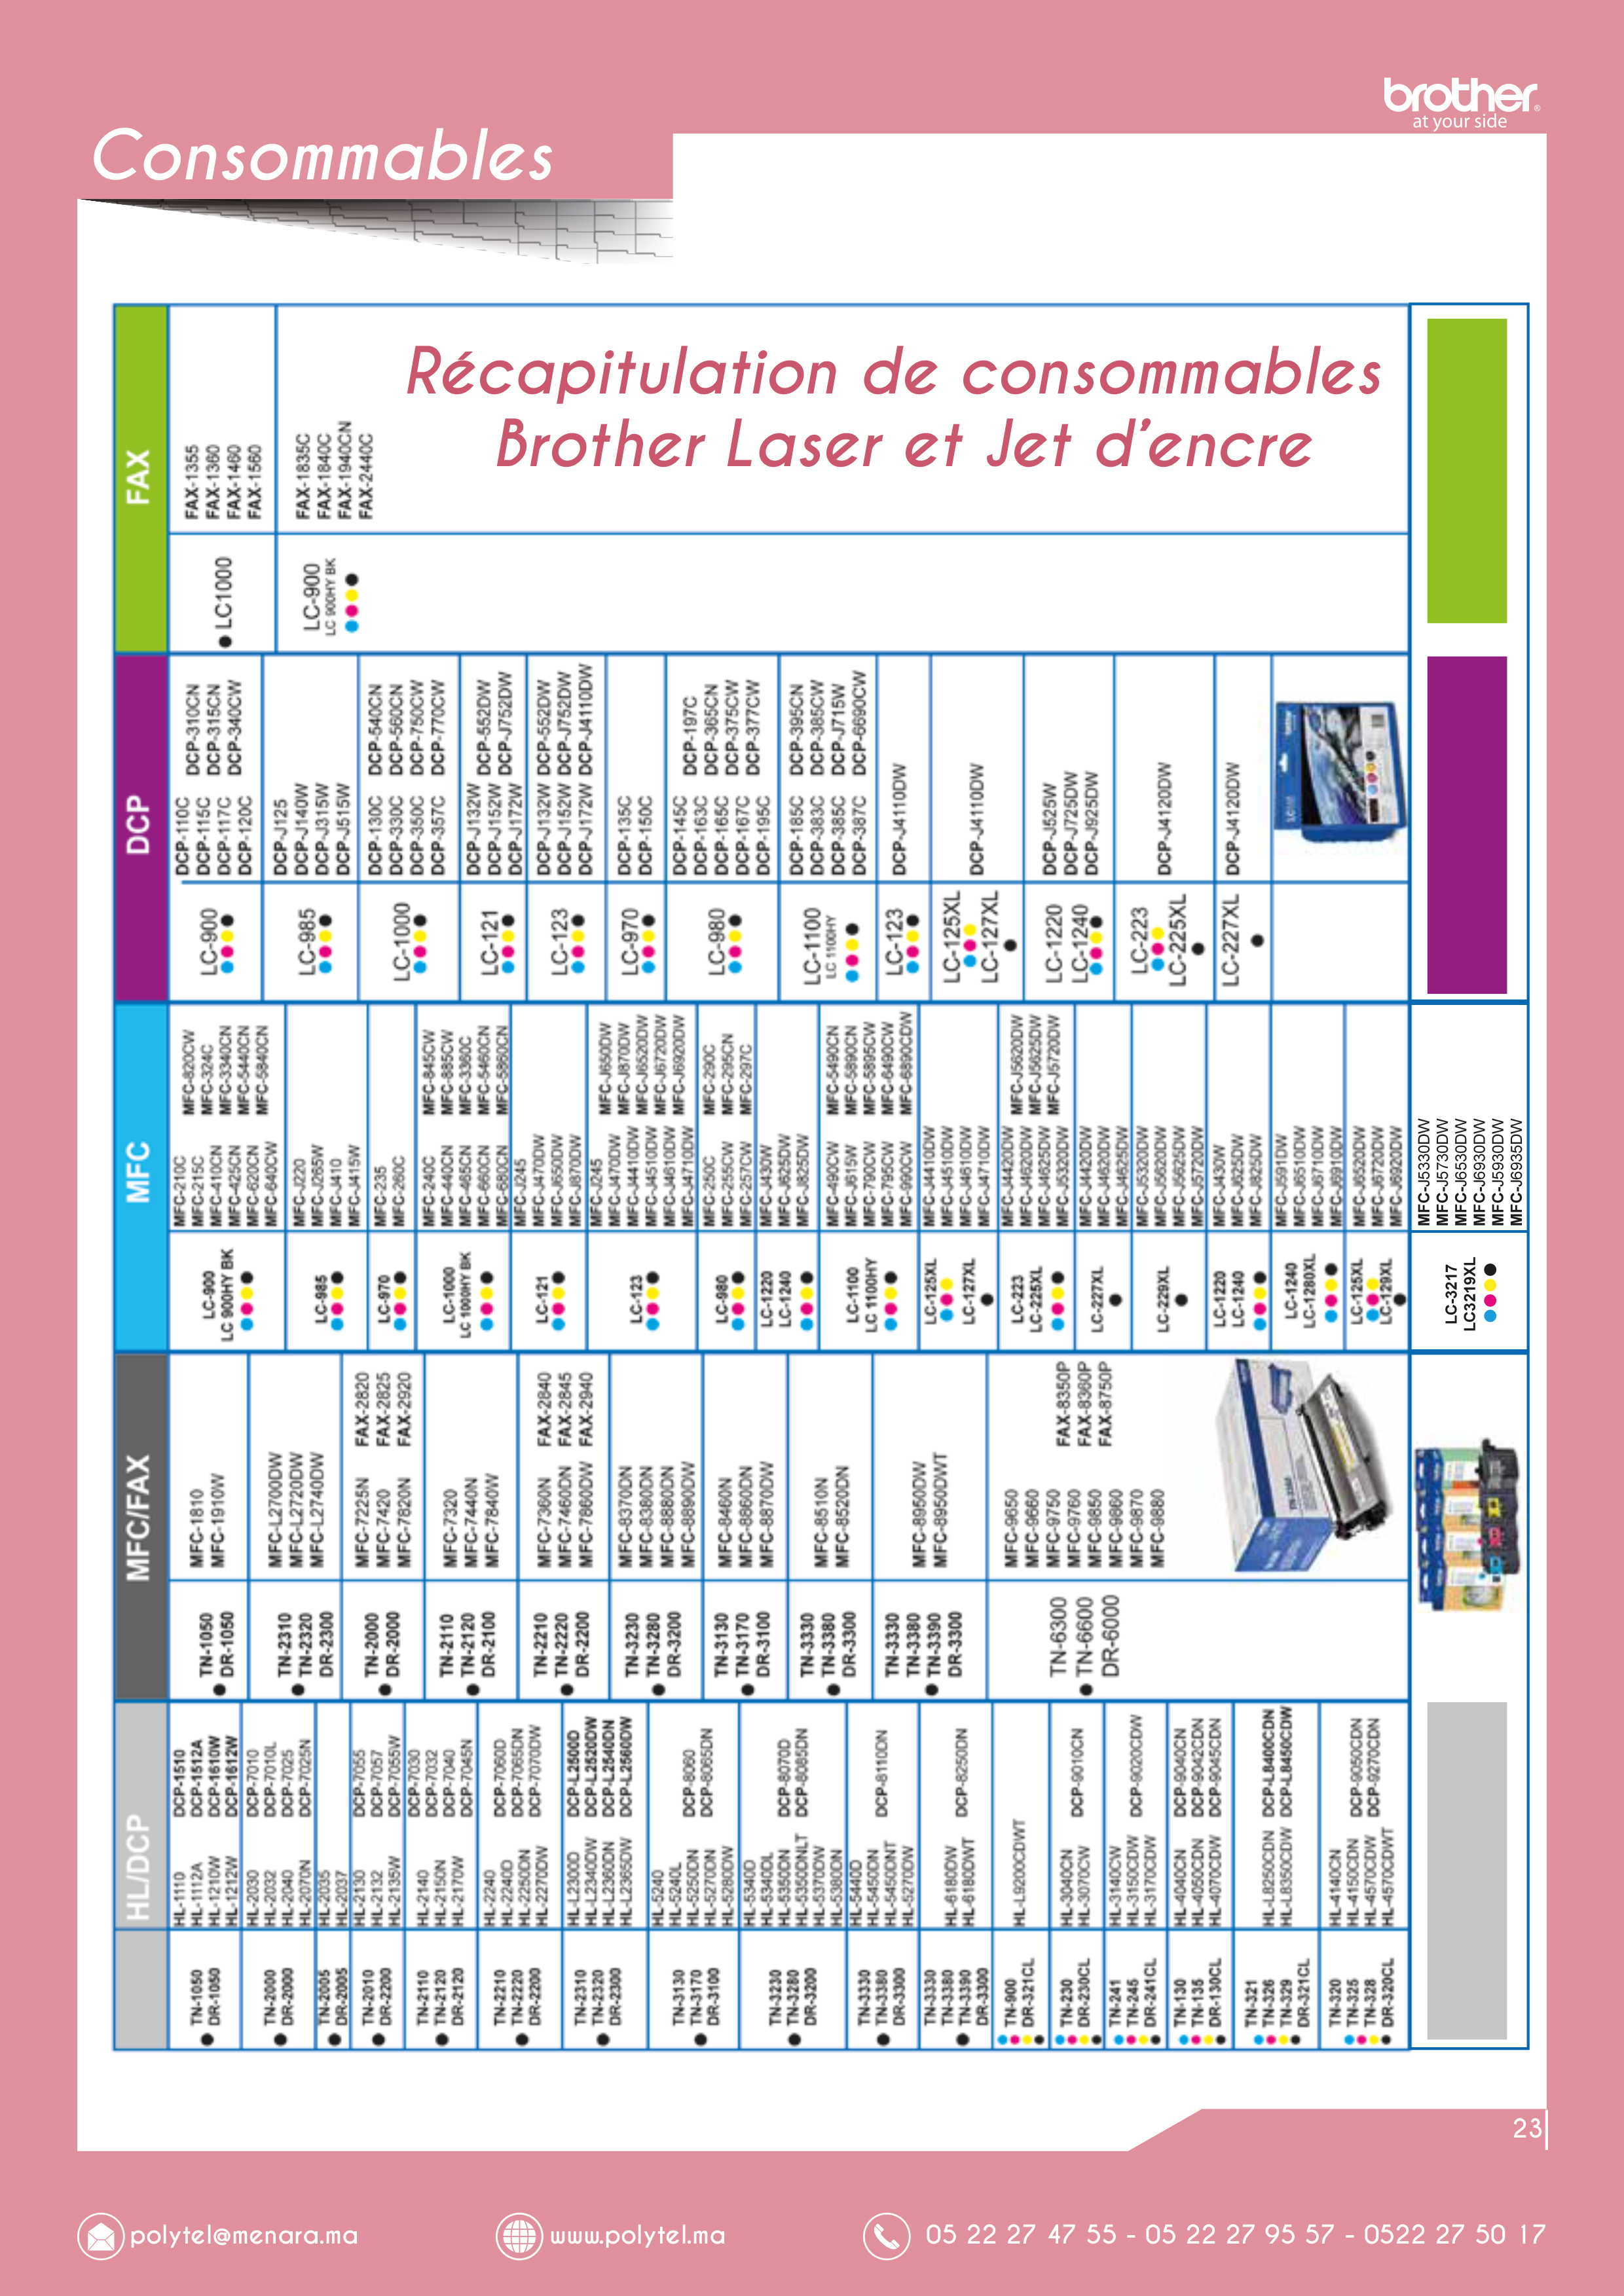 brother
at your side
Consommables
Récapitulation de consommables
Brother Laser et Jet d'encre
HL/DCP
TN-1050
DR-1050
HL-1110 DCP-1510
HL-1112A DCP-1512A
HL-1210W DCP-1610W
HL-1212W DCP-1612W
TN-2000
DR-2000
HL-2030 DCP-7010
HL-2032 DCP-7010L
HL-2040 DCP-7025
HL-2070N DCP-7025N
TN-2005
DR-2005
HL-2035
HL-2037
TN-2010
DR-2200
HL-2130 DCP-7055
HL-2132 DCP-7057
HL-2135W DCP-7055W
TN-2110
TN-2120
DR-2120
DCP-7030
HL-2140 DCP-7032
HL-2150N DCP-7040
HL-2170W DCP-7045N
TN-2210
TN-2220
DR-2200
HL-2240 DCP-7060D
HL-2240D DCP-7065DN
HL-2250DN DCP-7070DW
HL-2270DW
TN-2310
TN-2320
DR-2300
HL-L2300D DCP-L2500D
HL-L2340DW DCP-L2520DW
HL-L2360DN DCP-L2540DN
HL-L2365DW DCP-L2560DW
TN-3130
TN-3170
DR-3100
HL-5240
HL-5240L
HL-5250DN DCP-8060
HL-5270DN DCP-8065DN
HL-5280DW
TN-3230
TN-3280
DR-3200
HL-5340D
HL-5340DL
HL-5350DN DCP-8070D
HL-5350DNLT DCP-8085DN
HL-5370DW
HL-5380DN
TN-3330
TN-3380
DR-3300
HL-5440D
HL-5450DN
HL-5450DNT DCP-8110DN
HL-5270DW
TN-3330
TN-3380
TN-3390
DR-3300
HL-6180DW DCP-8250DN
HL-6180DWT
TN-900
DR-321CL
HL-L9200CDWT
TN-230
DR-230CL
HL-3040CN DCP-9010CN
HL-3070CW
TN-241
TN-245
DR-241CL
HL-3140CW
HL-3150CDW DCP-9020CDW
HL-3170CDW
TN-130
TN-135
DR-130CL
HL-4040CN DCP-9040CN
HL-4050CDN DCP-9042CDN
HL-4070CDW DCP-9045CDN
TN-321
TN-326
TN-329
DR-321CL
HL-L8250CDN DCP-L8400CDN
HL-L8350CDW DCP-L8450CDW
TN-320
TN-325
TN-328
DR-320CL
HL-4140CN
HL-4150CDN DCP-9050CDN
HL-4570CDW DCP-9270CDN
HL-4570CDWT
MFC/FAX
TN-1050
DR-1050
MFC-1810
MFC-1910W
TN-2310
TN-2320
DR-2300
MFC-L2700DW
MFC-L2720DW
MFC-L2740DW
TN-2000
DR-2000
MFC-7225N FAX-2820
MFC-7420 FAX-2825
MFC-7820N FAX-2920
TN-2110
TN-2120
DR-2100
MFC-7320
MFC-7440N
MFC-7840W
TN-2210
TN-2220
DR-2200
MFC-7360N FAX-2840
MFC-7460DN FAX-2845
MFC-7860DW FAX-2940
TN-3230
TN-3280
DR-3200
MFC-8370DN
MFC-8380DN
MFC-8880DN
MFC-8890DW
TN-3130
TN-3170
DR-3100
MFC-8460N
MFC-8860DN
MFC-8870DW
TN-3330
TN-3380
DR-3300
MFC-8510N
MFC-8520DN
TN-3330
TN-3380
TN-3390
DR-3300
MFC-8950DW
MFC-8950DWT
TN-6300
TN-6600
DR-6000
MFC-9650
MFC-9660
MFC-9750 FAX-8350P
MFC-9760 FAX-8360P
MFC-9850 FAX-8750P
MFC-9860
MFC-9870
MFC-9880
MFC
LC-900
LC 900HY BK
MFC-210C MFC-820CW
MFC-215C MFC-324C
MFC-410CN MFC-3340CN
MFC-425CN MFC-5440CN
MFC-620CN MFC-5840CN
MFC-640CW
LC-985
MFC-J220
MFC-J265W
MFC-J410
MFC-J415W
LC-970
MFC-235
MFC-260C
LC-1000
LC 1000HY BK
MFC-240C MFC-845CW
MFC-440CN MFC-885CW
MFC-465CN MFC-3360C
MFC-660CN MFC-5460CN
MFC-680CN MFC-5860CN
LC-121
MFC-J245
MFC-J470DW
MFC-J650DW
MFC-J870DW
LC-123
MFC-J245 MFC-J650DW
MFC-J470DW MFC-J870DW
MFC-J4410DW MFC-J6520DW
MFC-J4510DW MFC-J6720DW
MFC-J4610DW MFC-J6920DW
MFC-J4710DW
LC-980
MFC-250C MFC-290C
MFC-255CW MFC-295CN
MFC-257CW MFC-297C
LC-1220
LC-1240
MFC-J430W
MFC-J625DW
MFC-J825DW
LC-1100
LC 1100HY
MFC-490CW MFC-5490CN
MFC-J615W MFC-5890CN
MFC-790CW MFC-5895CW
MFC-795CW MFC-6490CW
MFC-990CW MFC-6890CDW
LC-125XL
LC-127XL
MFC-J4410DW
MFC-J4510DW
MFC-J4610DW
MFC-J4710DW
LC-223
LC-225XL
MFC-J4420DW MFC-J5620DW
MFC-J4620DW MFC-J5625DW
MFC-J4625DW MFC-J5720DW
MFC-J5320DW
LC-227XL
MFC-J4420DW
MFC-J4620DW
MFC-J4625DW
LC-229XL
MFC-J5320DW
MFC-J5620DW
MFC-J5625DW
MFC-J5720DW
LC-1220
LC-1240
MFC-J430W
MFC-J625DW
MFC-J825DW
LC-1240
LC-1280XL
MFC-J591DW
MFC-J6510DW
MFC-J6710DW
MFC-J6910DW
LC-125XL
LC-129XL
MFC-J6520DW
MFC-J6720DW
MFC-J6920DW
LC-3217
LC3219XL
MFC-J5330DW
MFC-J5730DW
MFC-J6530DW
MFC-J6930DW
MFC-J5930DW
MFC-J6935DW
DCP
LC-900
DCP-110C DCP-310CN
DCP-115C DCP-315CN
DCP-117C DCP-340CW
DCP-120C
LC-985
DCP-J125
DCP-J140W
DCP-J315W
DCP-J515W
LC-1000
DCP-130C DCP-540CN
DCP-330C DCP-560CN
DCP-350C DCP-750CW
DCP-357C DCP-770CW
LC-121
DCP-J132W DCP-552DW
DCP-J152W DCP-J752DW
DCP-J172W
LC-123
DCP-J132W DCP-552DW
DCP-J152W DCP-J752DW
DCP-J172W DCP-J4110DW
LC-970
DCP-135C
DCP-150C
LC-980
DCP-145C DCP-197C
DCP-163C DCP-365CN
DCP-165C DCP-375CW
DCP-167C DCP-377CW
DCP-195C
LC-1100
LC 1100HY
DCP-185C DCP-395CN
DCP-383C DCP-385CW
DCP-385C DCP-J715W
DCP-387C DCP-6690CW
LC-123
DCP-J4110DW
LC-125XL
LC-127XL
DCP-J4110DW
LC-1220
LC-1240
DCP-J525W
DCP-J725DW
DCP-J925DW
LC-223
LC-225XL
DCP-J4120DW
LC-227XL
DCP-J4120DW
FAX
LC1000
FAX-1355
FAX-1360
FAX-1460
FAX-1560
LC-900
LC 900HY BK
FAX-1835C
FAX-1840C
FAX-1940CN
FAX-2440C
23
polytel@menara.ma
www.polytel.ma
05 22 27 47 55 - 05 22 27 95 57 - 0522 27 50 17